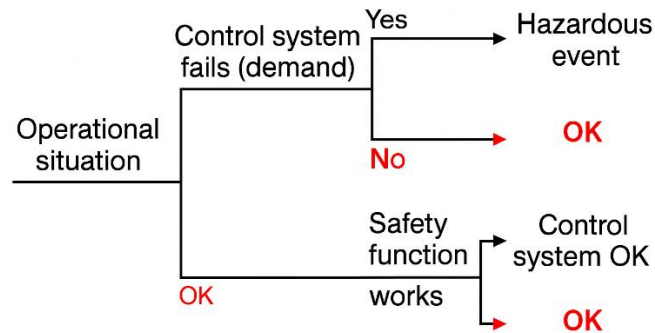 Operational
situation
Control system
fails (demand)
Yes
Hazardous
event
No
OK
OK
Safety
function
works
Control
system OK
OK